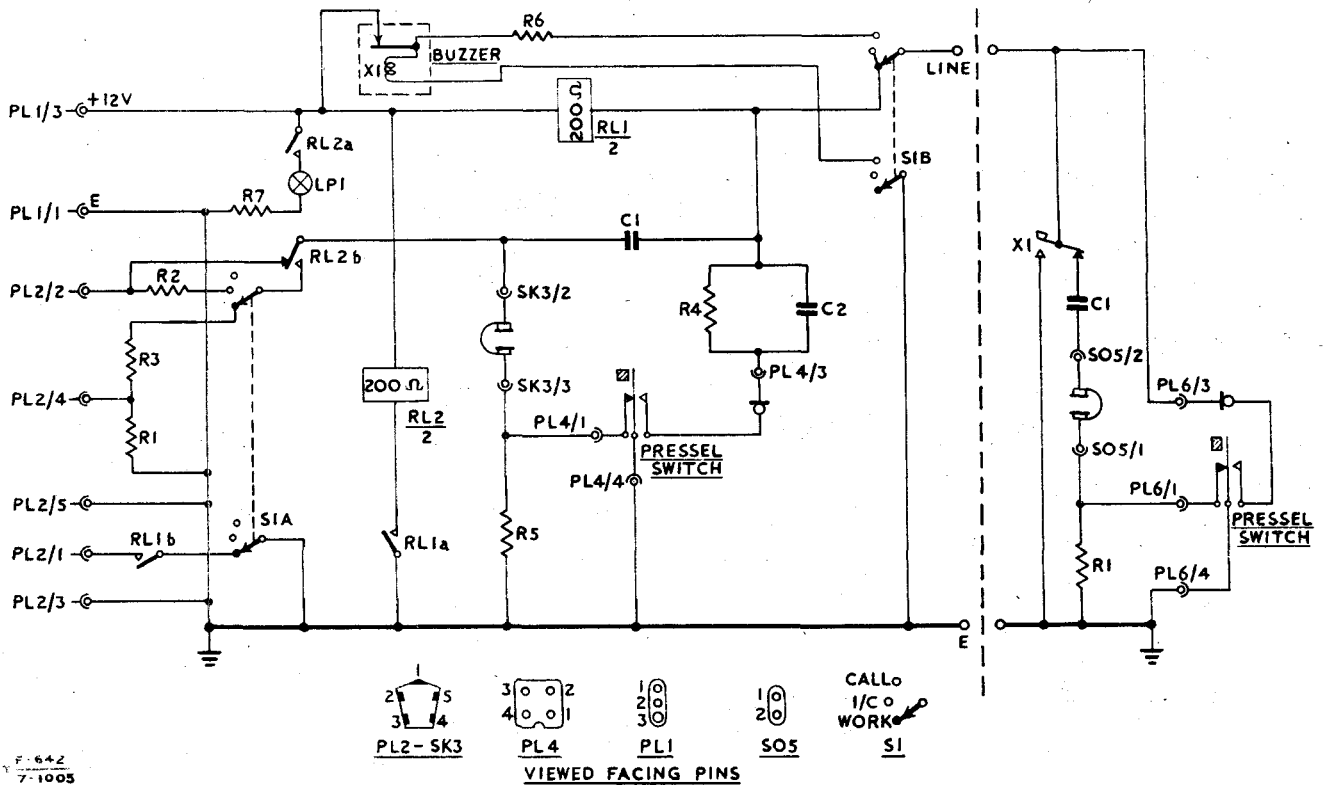 R6
BUZZER
X1
LINE
PL1/3 +12V
200 Ω
RL1
2
RL2a
LP1
S1B
PL1/1 E
R7
C1
RL2b
X1
PL2/2
R2
SK3/2
R4
C2
C1
R3
PL4/3
SO5/2
PL2/4
200 Ω
SK3/3
PL6/3
RL2
2
R1
PL4/1
PRESSEL
SWITCH
SO5/1
PL4/4
PL6/1
PRESSEL
SWITCH
PL2/5
S1A
R5
R1
PL2/1
RL1b
RL1a
PL6/4
PL2/3
E
1
2 5
3 4
PL2-SK3
3 2
4 1
PL4
1
2
3
PL1
1
2
SO5
CALL
I/C
WORK
S1
VIEWED FACING PINS
F-642
7-1005